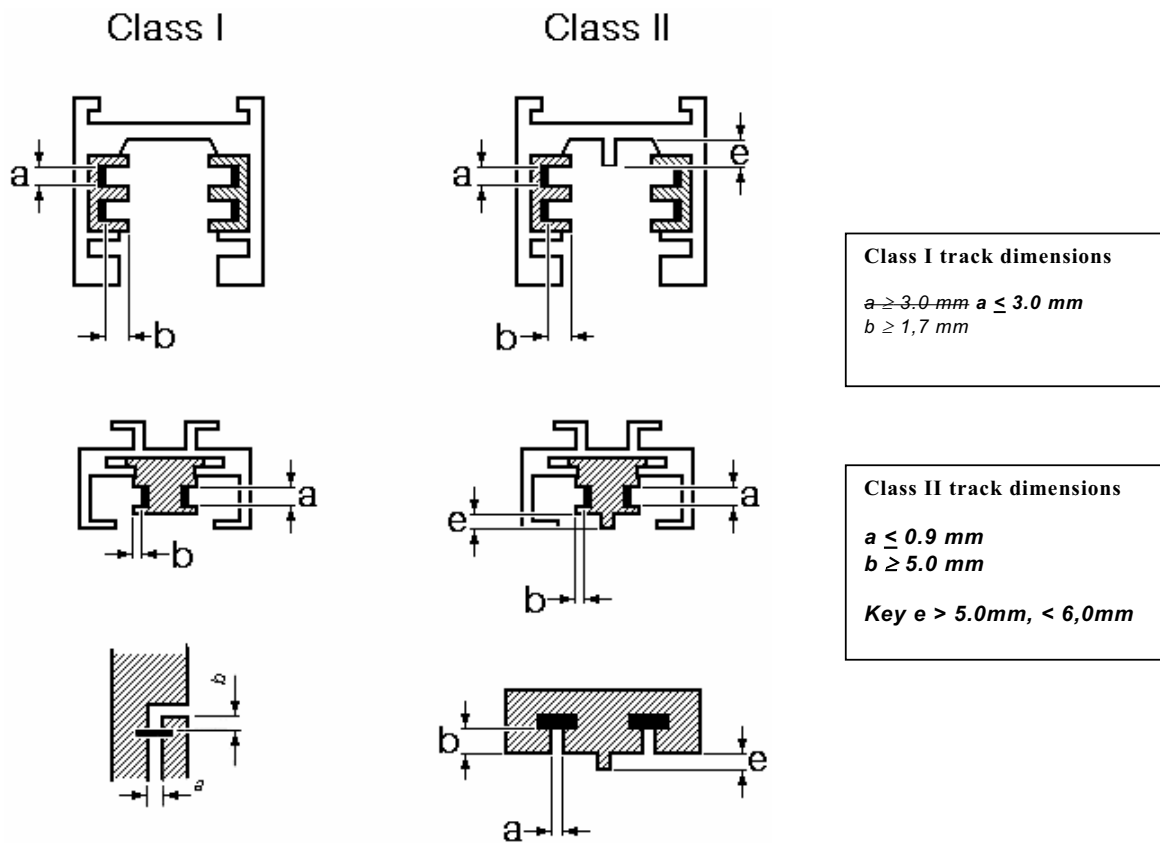 Class I
Class II
a
b
a
e
b
Class I track dimensions
a ≥ 3.0 mm a ≤ 3.0 mm
b ≥ 1,7 mm
a
b
e
a
b
Class II track dimensions
a ≤ 0.9 mm
b ≥ 5.0 mm
Key e > 5.0mm, < 6,0mm
b
a
b
e
a